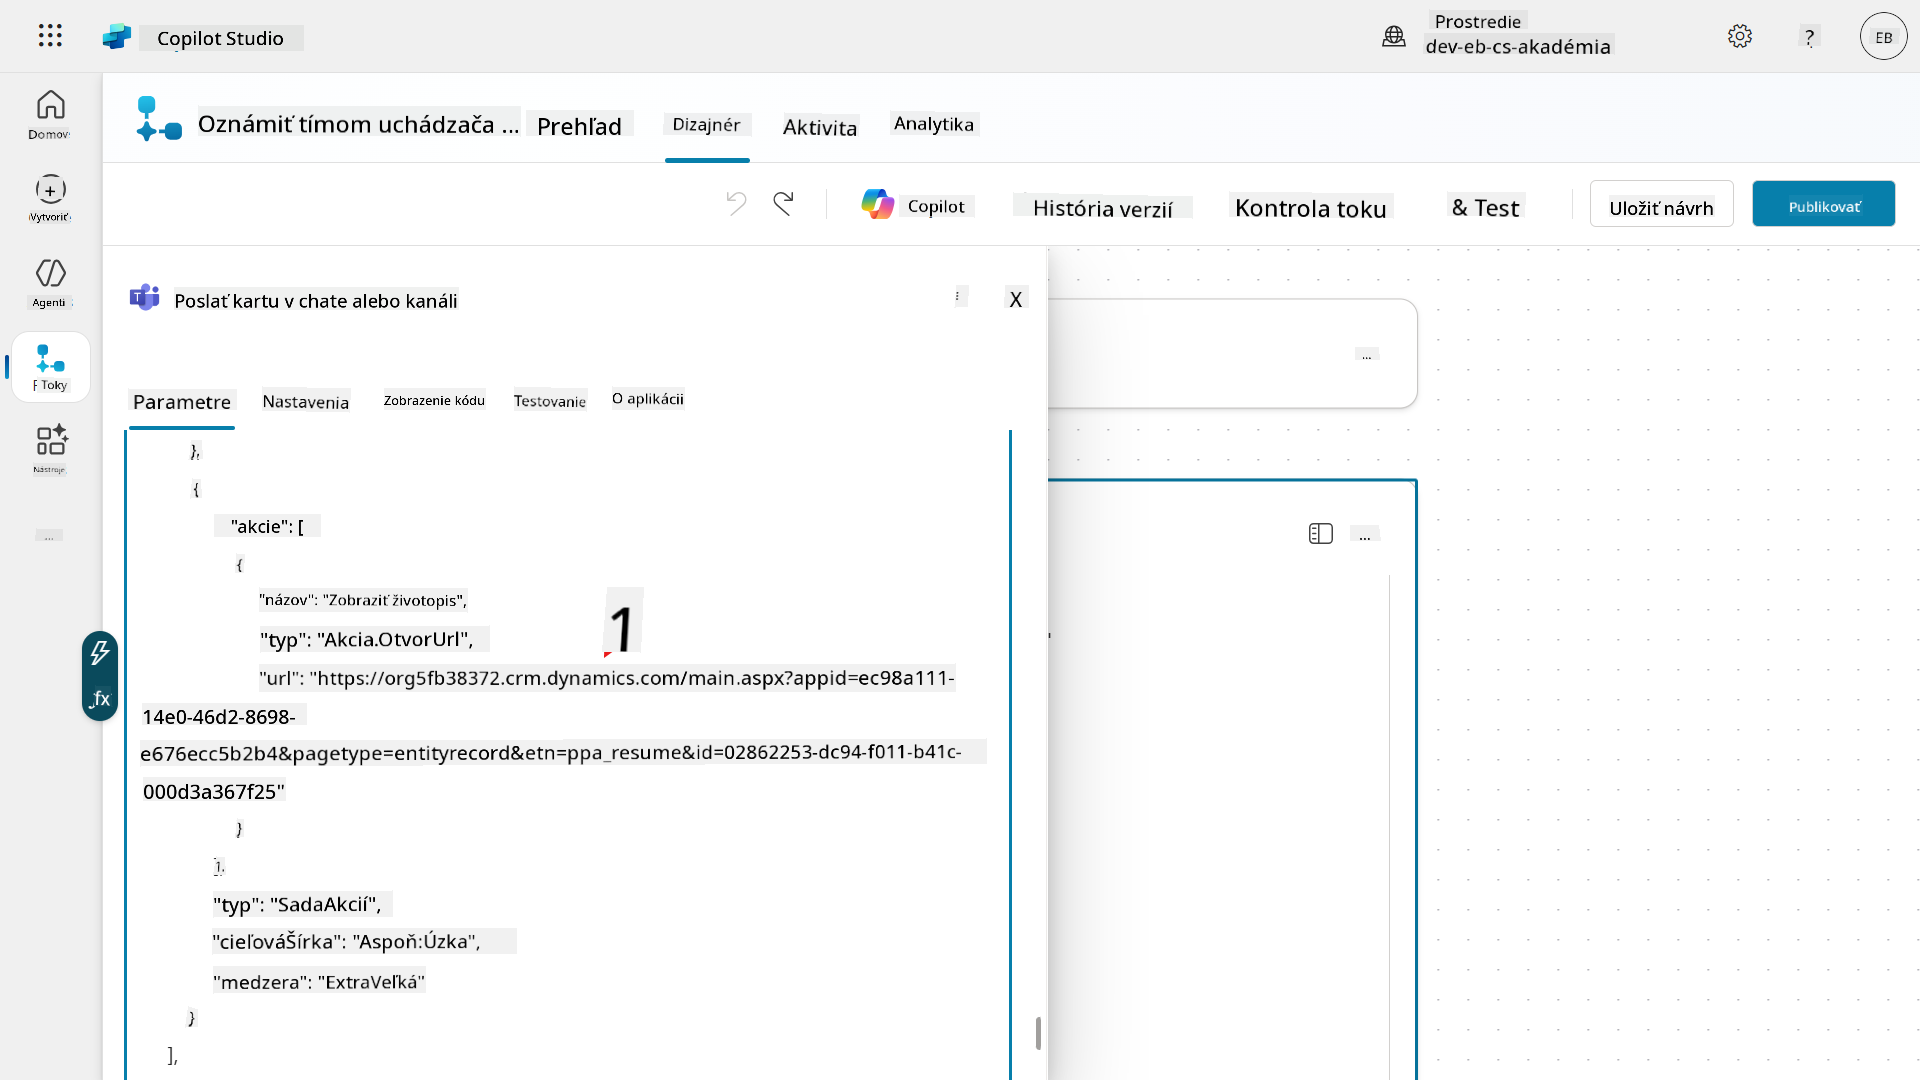 Copilot Studio
Prostredie
dev-eb-cs-akadémia
?
EB
Domov
Vytvoriť
Agenti
Toky
Nástroje
...
Oznámiť tímom uchádzača ...
Prehľad
Dizajnér
Aktivita
Analytika
Copilot
História verzií
Kontrola toku
& Test
Uložiť návrh
Publikovať
Poslať kartu v chate alebo kanáli
X
Parametre
Nastavenia
Zobrazenie kódu
Testovanie
O aplikácii
...
...
},
{
"akcie": [
{
"názov": "Zobraziť životopis",
1
"typ": "Akcia.OtvorUrl",
"url": "https://org5fb38372.crm.dynamics.com/main.aspx?appid=ec98a111-
14e0-46d2-8698-
e676ecc5b2b4&pagetype=entityrecord&etn=ppa_resume&id=02862253-dc94-f011-b41c-
000d3a367f25"
}
"typ": "SadaAkcií",
"cieľováŠírka": "Aspoň:Úzka",
"medzera": "ExtraVeľká"
}
],
fx